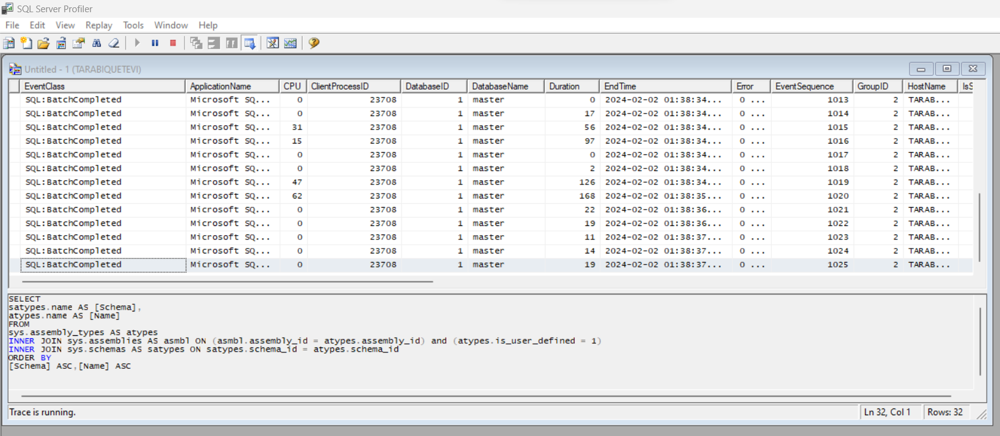 SQL Server Profiler
File Edit View Replay Tools Window Help
Untitled - 1 (TARABIQUETEVI)
EventClass ApplicationName CPU ClientProcessID DatabaseID DatabaseName Duration EndTime Error EventSequence GroupID HostName IsS
SQL:BatchCompleted Microsoft SQ... 0 23708 1 master 0 2024-02-02 01:38:34... 0 ... 1013 2 TARAB...
SQL:BatchCompleted Microsoft SQ... 0 23708 1 master 17 2024-02-02 01:38:34... 0 ... 1014 2 TARAB...
SQL:BatchCompleted Microsoft SQ... 31 23708 1 master 56 2024-02-02 01:38:34... 0 ... 1015 2 TARAB...
SQL:BatchCompleted Microsoft SQ... 15 23708 1 master 97 2024-02-02 01:38:34... 0 ... 1016 2 TARAB...
SQL:BatchCompleted Microsoft SQ... 0 23708 1 master 0 2024-02-02 01:38:34... 0 ... 1017 2 TARAB...
SQL:BatchCompleted Microsoft SQ... 0 23708 1 master 2 2024-02-02 01:38:34... 0 ... 1018 2 TARAB...
SQL:BatchCompleted Microsoft SQ... 47 23708 1 master 126 2024-02-02 01:38:34... 0 ... 1019 2 TARAB...
SQL:BatchCompleted Microsoft SQ... 62 23708 1 master 168 2024-02-02 01:38:35... 0 ... 1020 2 TARAB...
SQL:BatchCompleted Microsoft SQ... 0 23708 1 master 22 2024-02-02 01:38:36... 0 ... 1021 2 TARAB...
SQL:BatchCompleted Microsoft SQ... 0 23708 1 master 19 2024-02-02 01:38:36... 0 ... 1022 2 TARAB...
SQL:BatchCompleted Microsoft SQ... 0 23708 1 master 11 2024-02-02 01:38:37... 0 ... 1023 2 TARAB...
SQL:BatchCompleted Microsoft SQ... 0 23708 1 master 14 2024-02-02 01:38:37... 0 ... 1024 2 TARAB...
SQL:BatchCompleted Microsoft SQ... 0 23708 1 master 19 2024-02-02 01:38:37... 0 ... 1025 2 TARAB...
SELECT
satypes.name AS [Schema],
atypes.name AS [Name]
FROM
sys.assembly_types AS atypes
INNER JOIN sys.assemblies AS asmbl ON (asmbl.assembly_id = atypes.assembly_id) and (atypes.is_user_defined = 1)
INNER JOIN sys.schemas AS satypes ON satypes.schema_id = atypes.schema_id
ORDER BY
[Schema] ASC,[Name] ASC
Trace is running. Ln 32, Col 1 Rows: 32